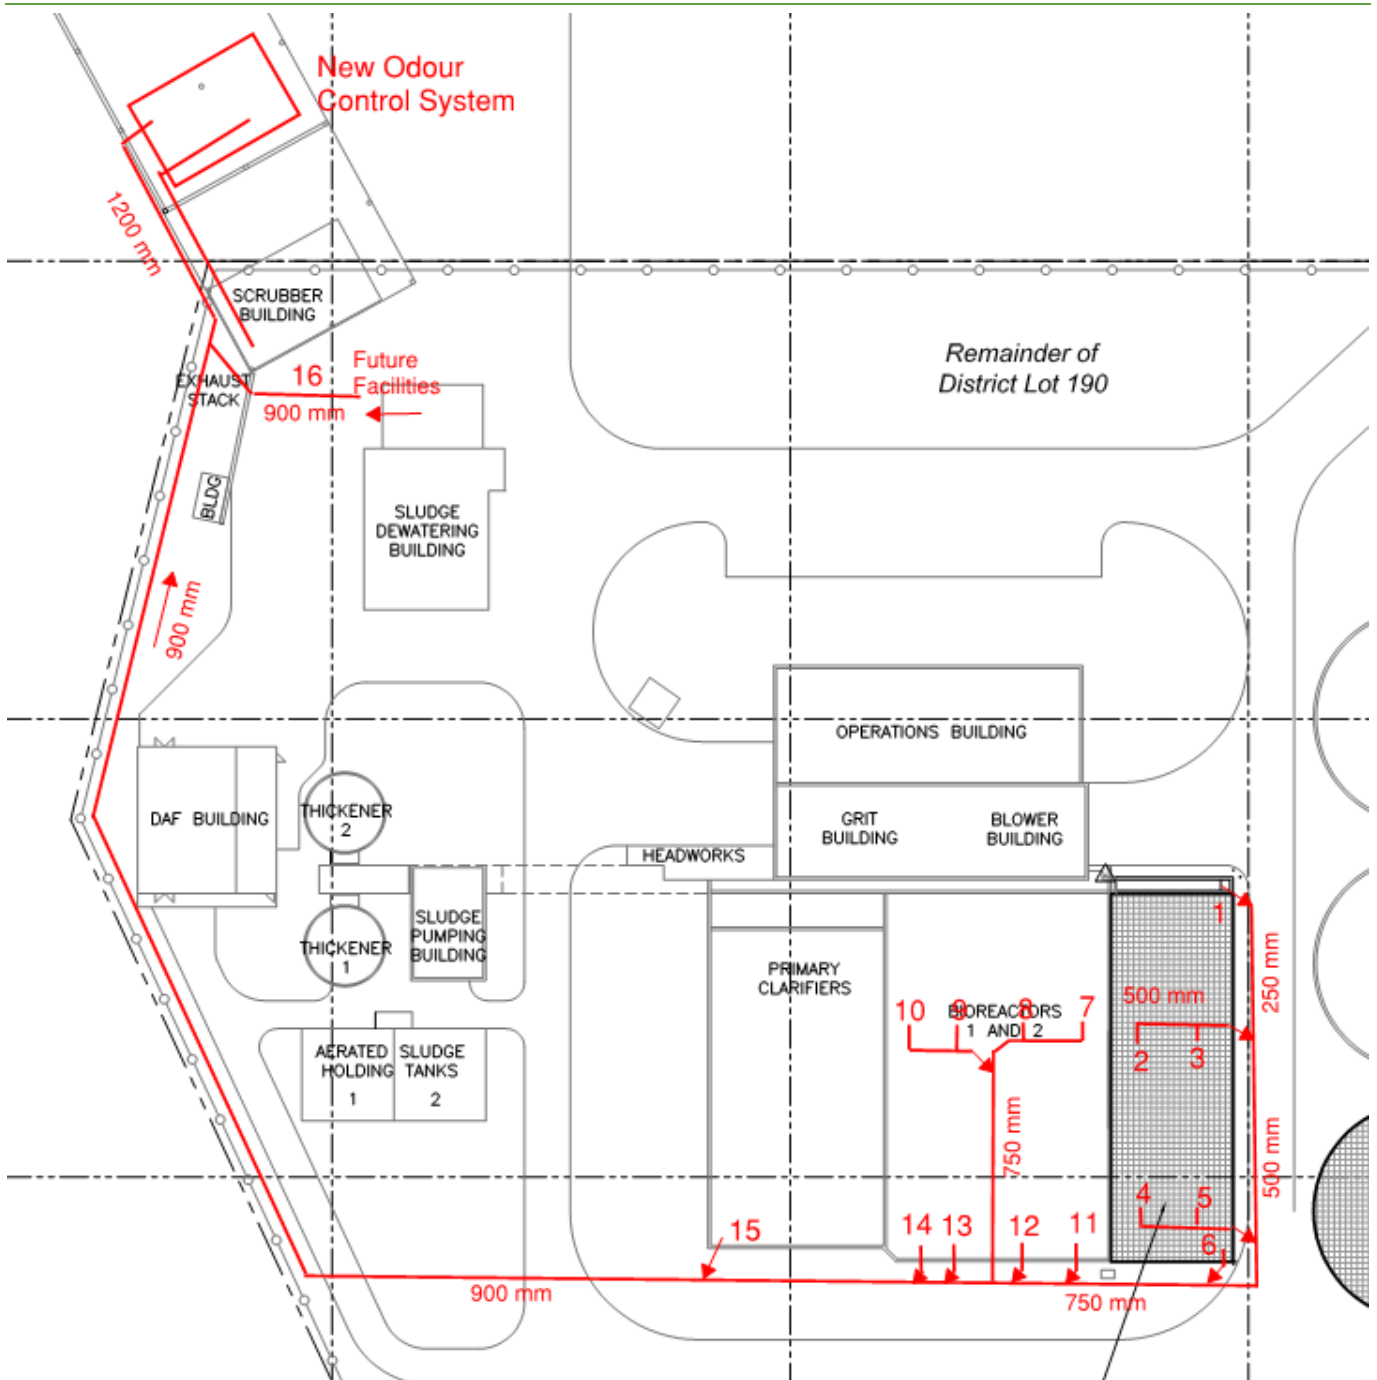 New Odour
Control System
1200 mm
SCRUBBER
BUILDING
EXHAUST
STACK
16
900 mm
Future
Facilities
Remainder of
District Lot 190
BLDG
SLUDGE
DEWATERING
BUILDING
900 mm
OPERATIONS BUILDING
DAF BUILDING
THICKENER
2
GRIT
BUILDING
BLOWER
BUILDING
HEADWORKS
THICKENER
1
SLUDGE
PUMPING
BUILDING
PRIMARY
CLARIFIERS
BIOREACTORS
1 AND 2
10
9
8
7
500 mm
1
250 mm
2
3
AERATED
HOLDING
1
SLUDGE
TANKS
2
750 mm
500 mm
4
5
6
15
14
13
12
11
900 mm
750 mm